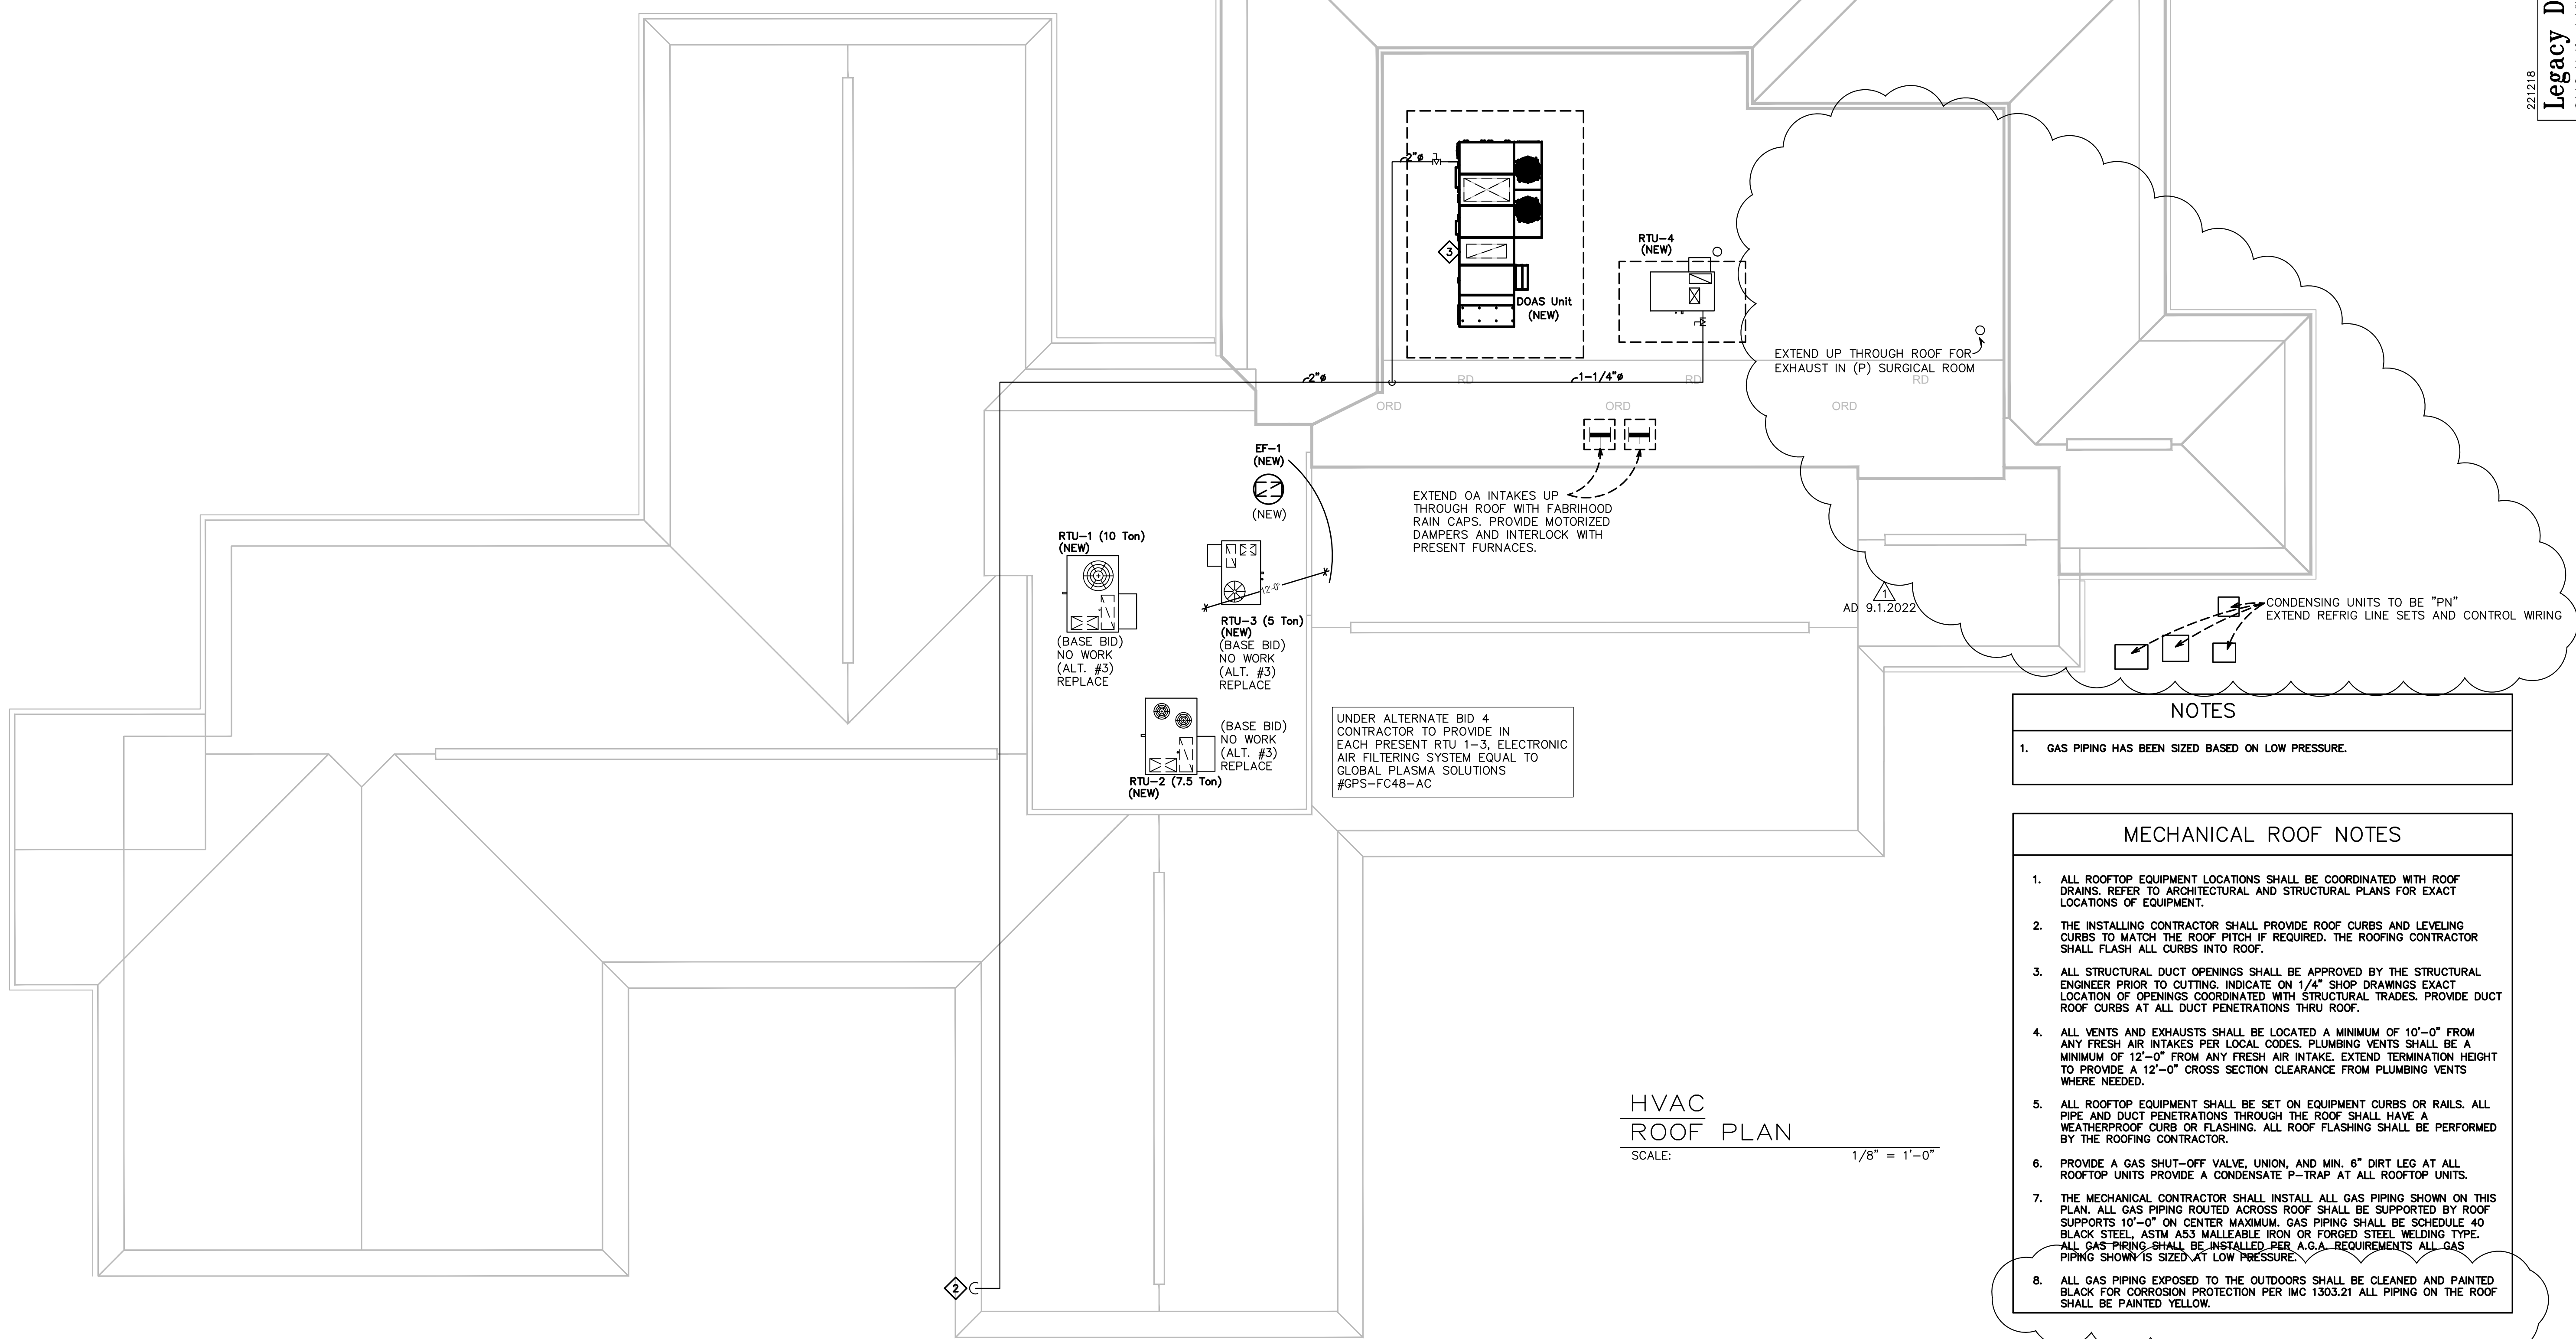 221218
Legacy D
2"ø
3
DOAS Unit
(NEW)
RTU-4
(NEW)
EXTEND UP THROUGH ROOF FOR
EXHAUST IN (P) SURGICAL ROOM
2"ø
1-1/4"ø
RD
RD
RD
ORD
ORD
ORD
EF-1
(NEW)
(NEW)
EXTEND OA INTAKES UP
THROUGH ROOF WITH FABRIHOOD
RAIN CAPS. PROVIDE MOTORIZED
DAMPERS AND INTERLOCK WITH
PRESENT FURNACES.
RTU-1 (10 Ton)
(NEW)
(BASE BID)
NO WORK
(ALT. #3)
REPLACE
12'-0"
RTU-3 (5 Ton)
(NEW)
(BASE BID)
NO WORK
(ALT. #3)
REPLACE
1
AD 9.1.2022
CONDENSING UNITS TO BE "PN"
EXTEND REFRIG LINE SETS AND CONTROL WIRING
(BASE BID)
NO WORK
(ALT. #3)
REPLACE
RTU-2 (7.5 Ton)
(NEW)
UNDER ALTERNATE BID 4
CONTRACTOR TO PROVIDE IN
EACH PRESENT RTU 1-3, ELECTRONIC
AIR FILTERING SYSTEM EQUAL TO
GLOBAL PLASMA SOLUTIONS
#GPS-FC48-AC
NOTES
1. GAS PIPING HAS BEEN SIZED BASED ON LOW PRESSURE.
MECHANICAL ROOF NOTES
1. ALL ROOFTOP EQUIPMENT LOCATIONS SHALL BE COORDINATED WITH ROOF
DRAINS. REFER TO ARCHITECTURAL AND STRUCTURAL PLANS FOR EXACT
LOCATIONS OF EQUIPMENT.
2. THE INSTALLING CONTRACTOR SHALL PROVIDE ROOF CURBS AND LEVELING
CURBS TO MATCH THE ROOF PITCH IF REQUIRED. THE ROOFING CONTRACTOR
SHALL FLASH ALL CURBS INTO ROOF.
3. ALL STRUCTURAL DUCT OPENINGS SHALL BE APPROVED BY THE STRUCTURAL
ENGINEER PRIOR TO CUTTING. INDICATE ON 1/4" SHOP DRAWINGS EXACT
LOCATION OF OPENINGS COORDINATED WITH STRUCTURAL TRADES. PROVIDE DUCT
ROOF CURBS AT ALL DUCT PENETRATIONS THRU ROOF.
4. ALL VENTS AND EXHAUSTS SHALL BE LOCATED A MINIMUM OF 10'-0" FROM
ANY FRESH AIR INTAKES PER LOCAL CODES. PLUMBING VENTS SHALL BE A
MINIMUM OF 12'-0" FROM ANY FRESH AIR INTAKE. EXTEND TERMINATION HEIGHT
TO PROVIDE A 12'-0" CROSS SECTION CLEARANCE FROM PLUMBING VENTS
WHERE NEEDED.
5. ALL ROOFTOP EQUIPMENT SHALL BE SET ON EQUIPMENT CURBS OR RAILS. ALL
PIPE AND DUCT PENETRATIONS THROUGH THE ROOF SHALL HAVE A
WEATHERPROOF CURB OR FLASHING. ALL ROOF FLASHING SHALL BE PERFORMED
BY THE ROOFING CONTRACTOR.
6. PROVIDE A GAS SHUT-OFF VALVE, UNION, AND MIN. 6" DIRT LEG AT ALL
ROOFTOP UNITS PROVIDE A CONDENSATE P-TRAP AT ALL ROOFTOP UNITS.
7. THE MECHANICAL CONTRACTOR SHALL INSTALL ALL GAS PIPING SHOWN ON THIS
PLAN. ALL GAS PIPING ROUTED ACROSS ROOF SHALL BE SUPPORTED BY ROOF
SUPPORTS 10'-0" ON CENTER MAXIMUM. GAS PIPING SHALL BE SCHEDULE 40
BLACK STEEL, ASTM A53 MALLEABLE IRON OR FORGED STEEL WELDING TYPE.
ALL GAS PIPING SHALL BE INSTALLED PER A.G.A. REQUIREMENTS ALL GAS
PIPING SHOWN IS SIZED AT LOW PRESSURE.
8. ALL GAS PIPING EXPOSED TO THE OUTDOORS SHALL BE CLEANED AND PAINTED
BLACK FOR CORROSION PROTECTION PER IMC 1303.21 ALL PIPING ON THE ROOF
SHALL BE PAINTED YELLOW.
HVAC
ROOF PLAN
SCALE: 1/8" = 1'-0"
2